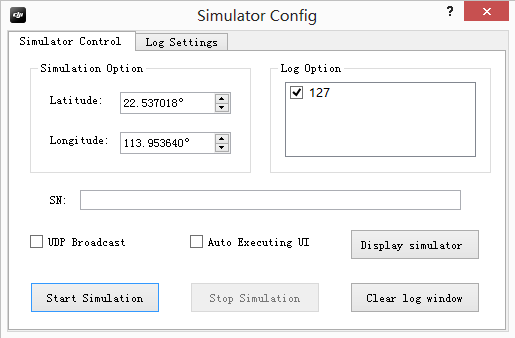 dji
Simulator Config
?
Simulator Control
Log Settings
Simulation Option
Log Option
Latitude:
22.537018°
127
Longitude:
113.953640°
SN:
UDP Broadcast
Auto Executing UI
Display simulator
Start Simulation
Stop Simulation
Clear log window